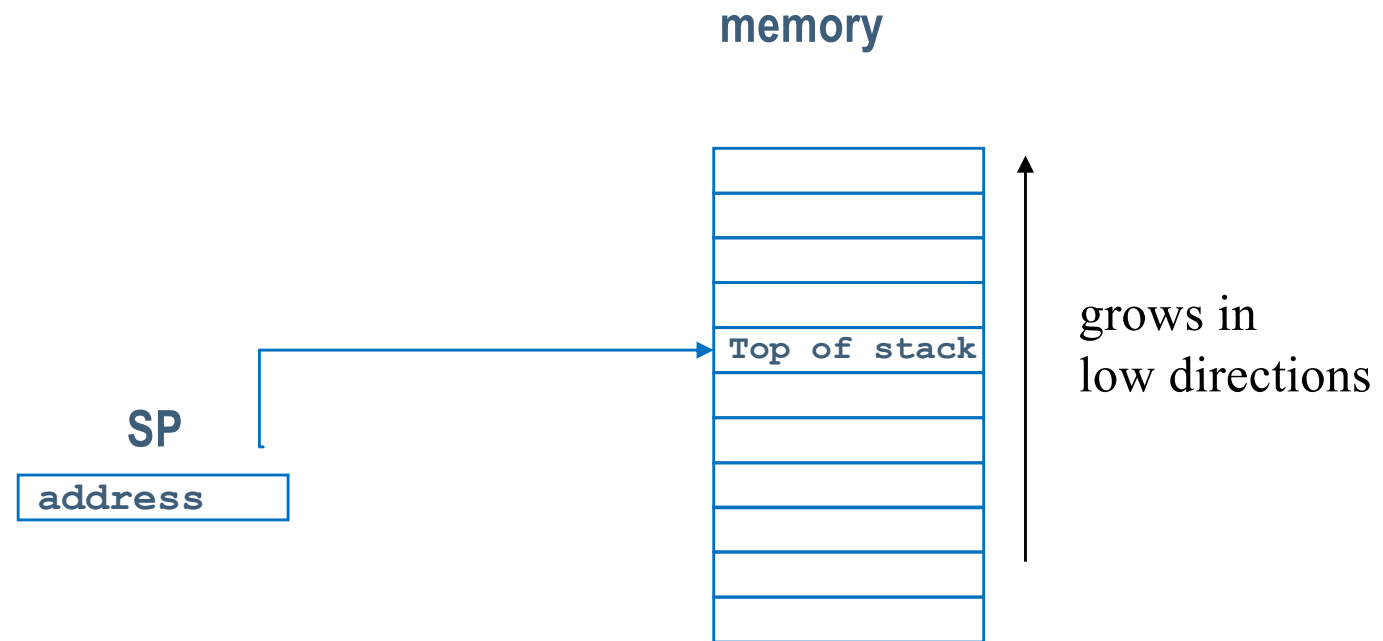 memory
Top of stack
grows in
low directions
SP
address